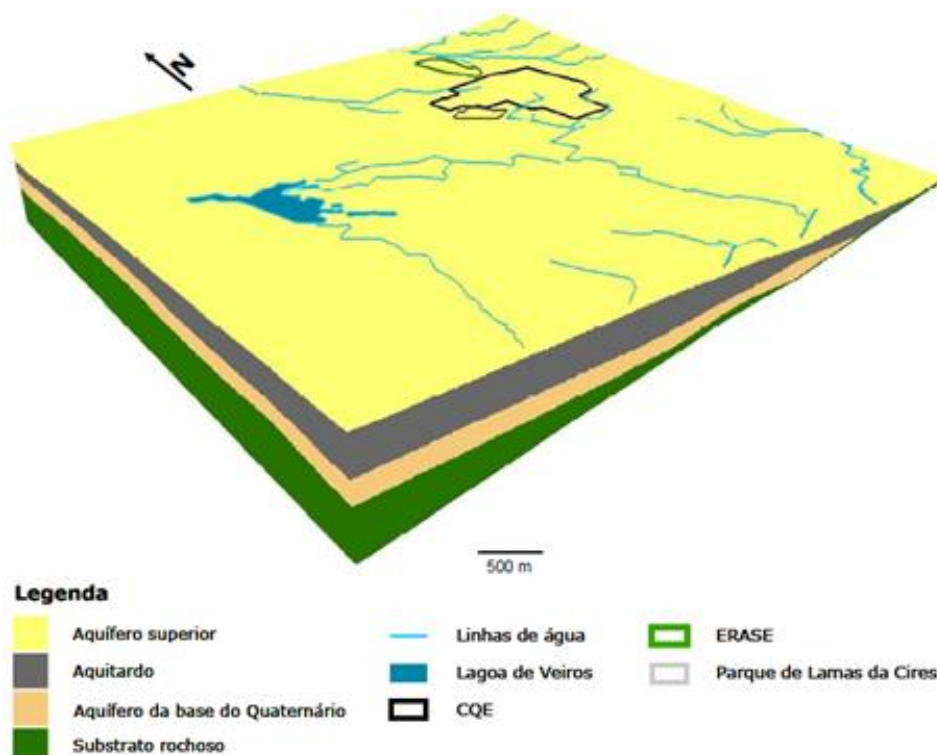 N
500 m
Legenda
Aquífero superior
Aquitardo
Aquífero da base do Quaternário
Substrato rochoso
Linhas de água
Lagoa de Veiros
CQE
ERASE
Parque de Lamas da Cires